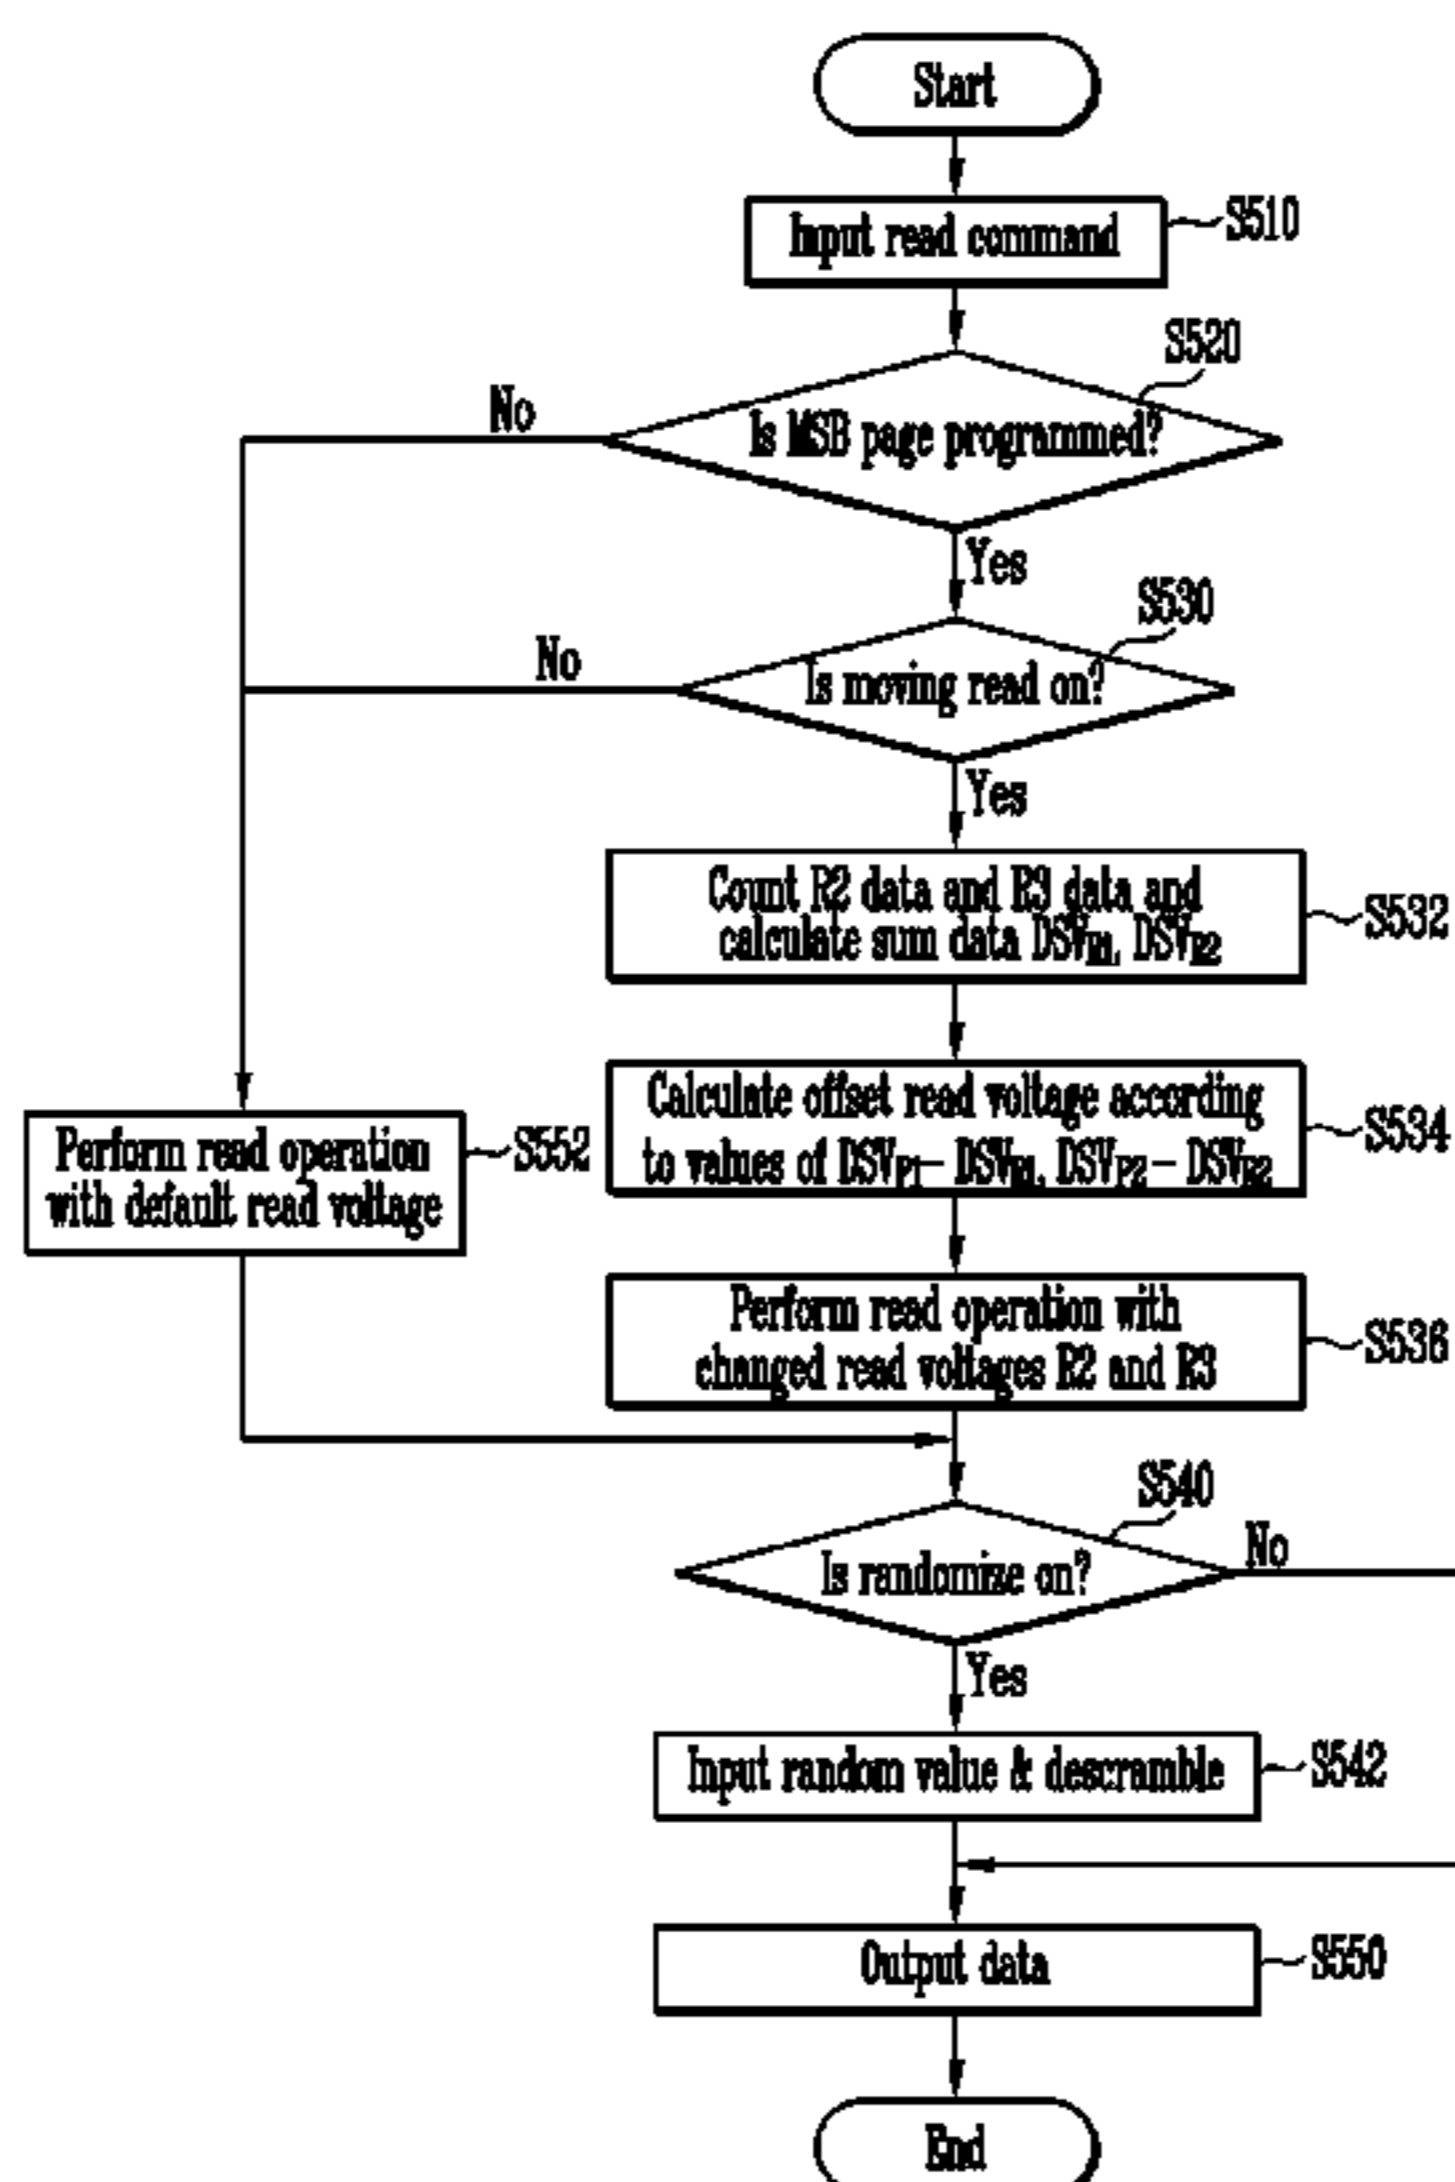 Start
Input read command
S510
S520
No
Is MSB page programmed?
Yes
S530
No
Is moving read on?
Yes
Count R2 data and R3 data and
calculate sum data DSVR1, DSVR2
S532
Calculate offset read voltage according
to values of DSVP1- DSVR1, DSVP2- DSVR2
S534
Perform read operation
with default read voltage
S552
Perform read operation with
changed read voltages R2 and R3
S536
S540
No
Is randomize on?
Yes
Input random value & descramble
S542
Output data
S550
End